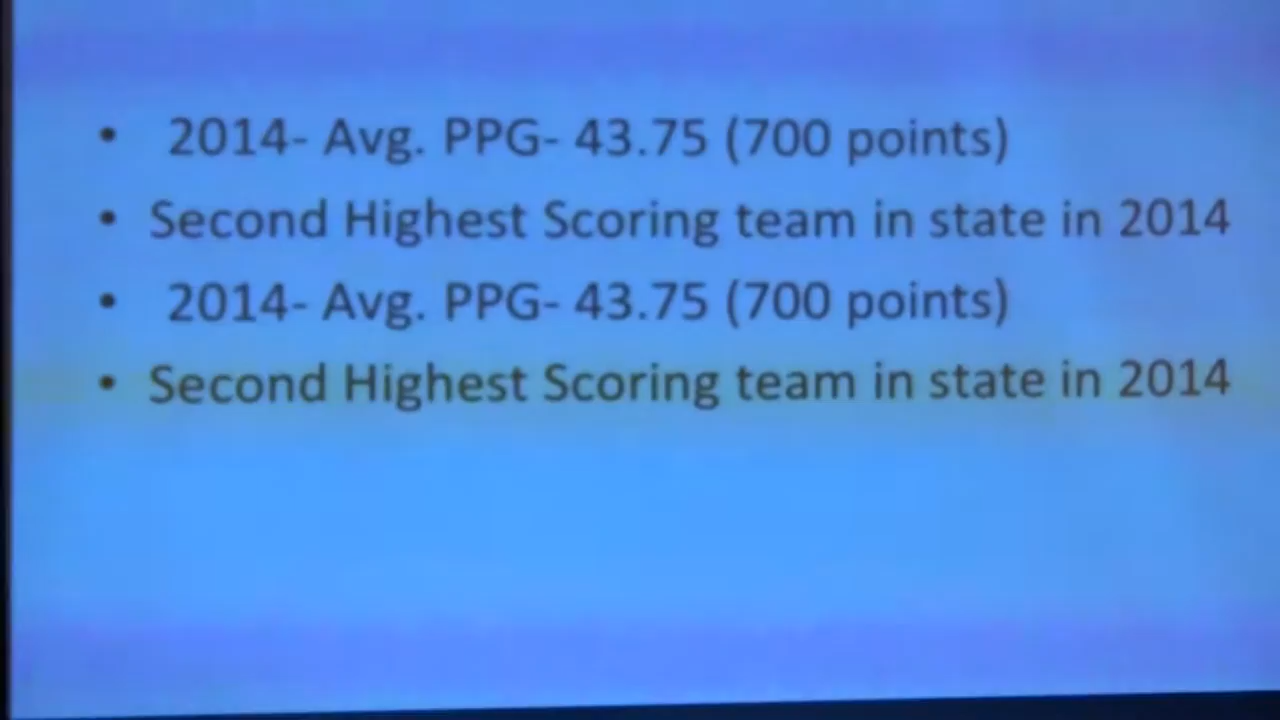 • 2014- Avg. PPG- 43.75 (700 points)
• Second Highest Scoring team in state in 2014
• 2014- Avg. PPG- 43.75 (700 points)
• Second Highest Scoring team in state in 2014